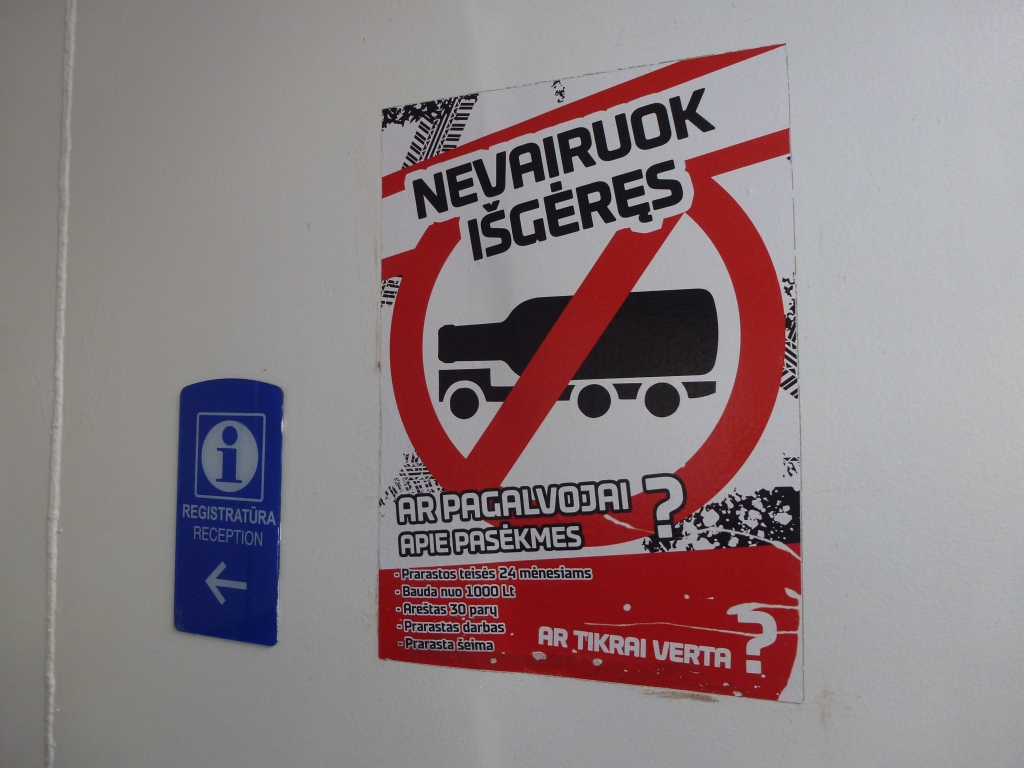 NEVAIRUOK
IŠGĖRĘS
AR PAGALVOJAI
APIE PASĖKMES ?
- Prarastos teisės 24 mėnesiams
- Bauda nuo 1000 Lt
- Areštas 30 parų
- Prarastas darbas
- Prarasta šeima
AR TIKRAI VERTA ?
i
REGISTRATŪRA
RECEPTION